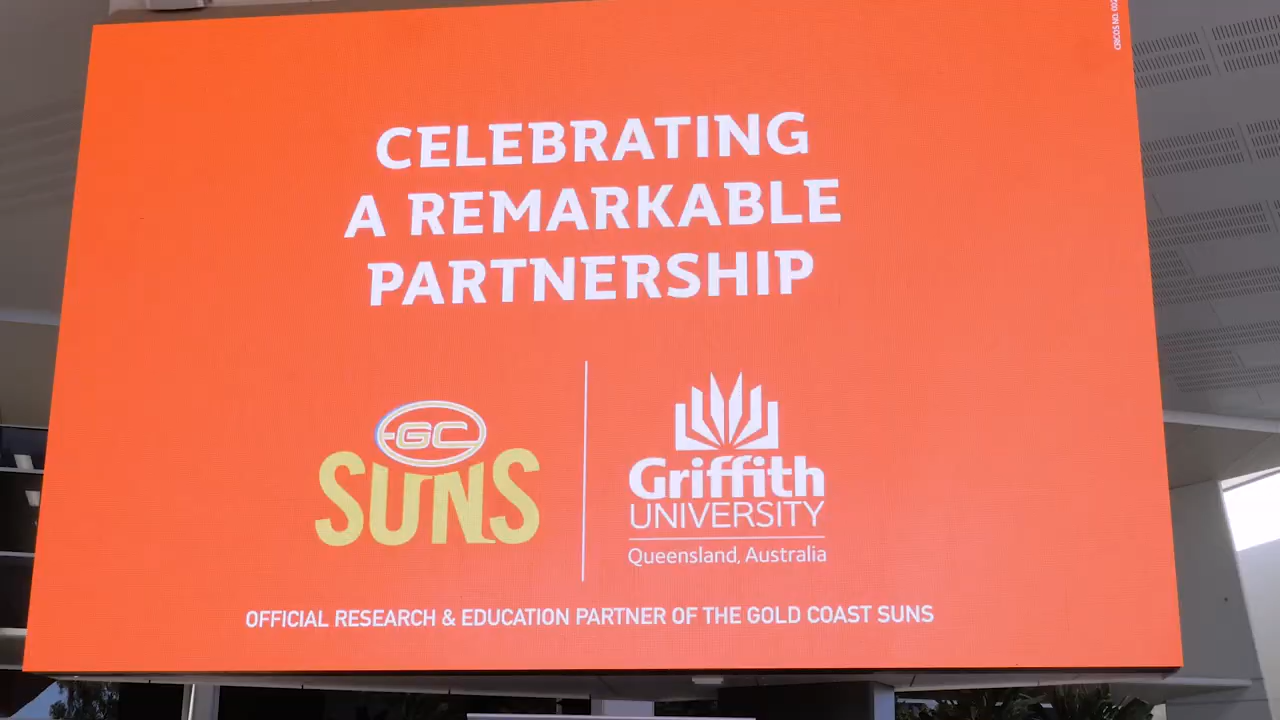 CELEBRATING
A REMARKABLE
PARTNERSHIP
GC
SUNS
Griffith
UNIVERSITY
Queensland, Australia
OFFICIAL RESEARCH & EDUCATION PARTNER OF THE GOLD COAST SUNS